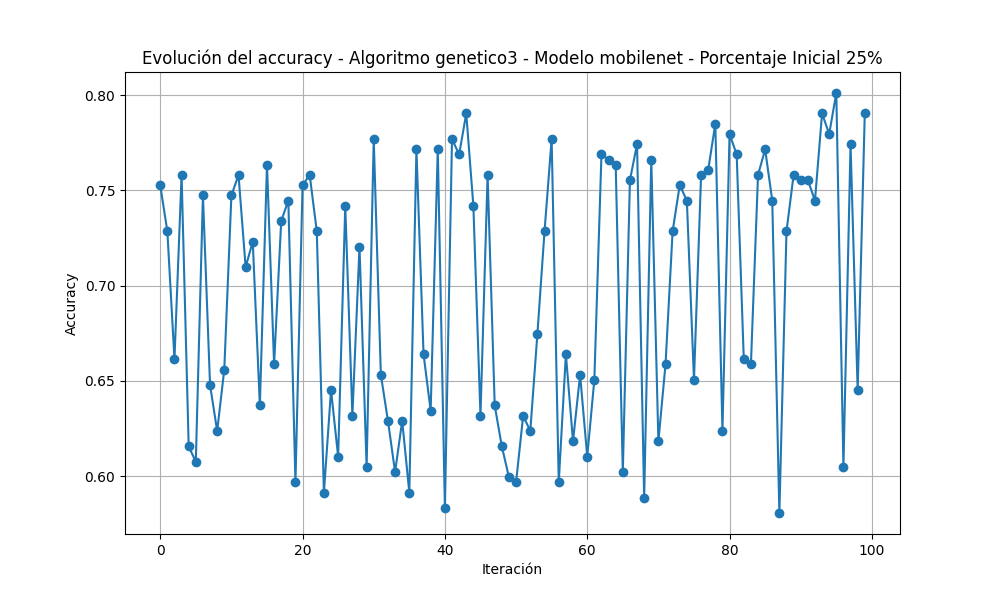 Evolución del accuracy - Algoritmo genetico3 - Modelo mobilenet - Porcentaje Inicial 25%
0.80
0.75
0.70
0.65
0.60
Accuracy
0 20 40 60 80 100
Iteración